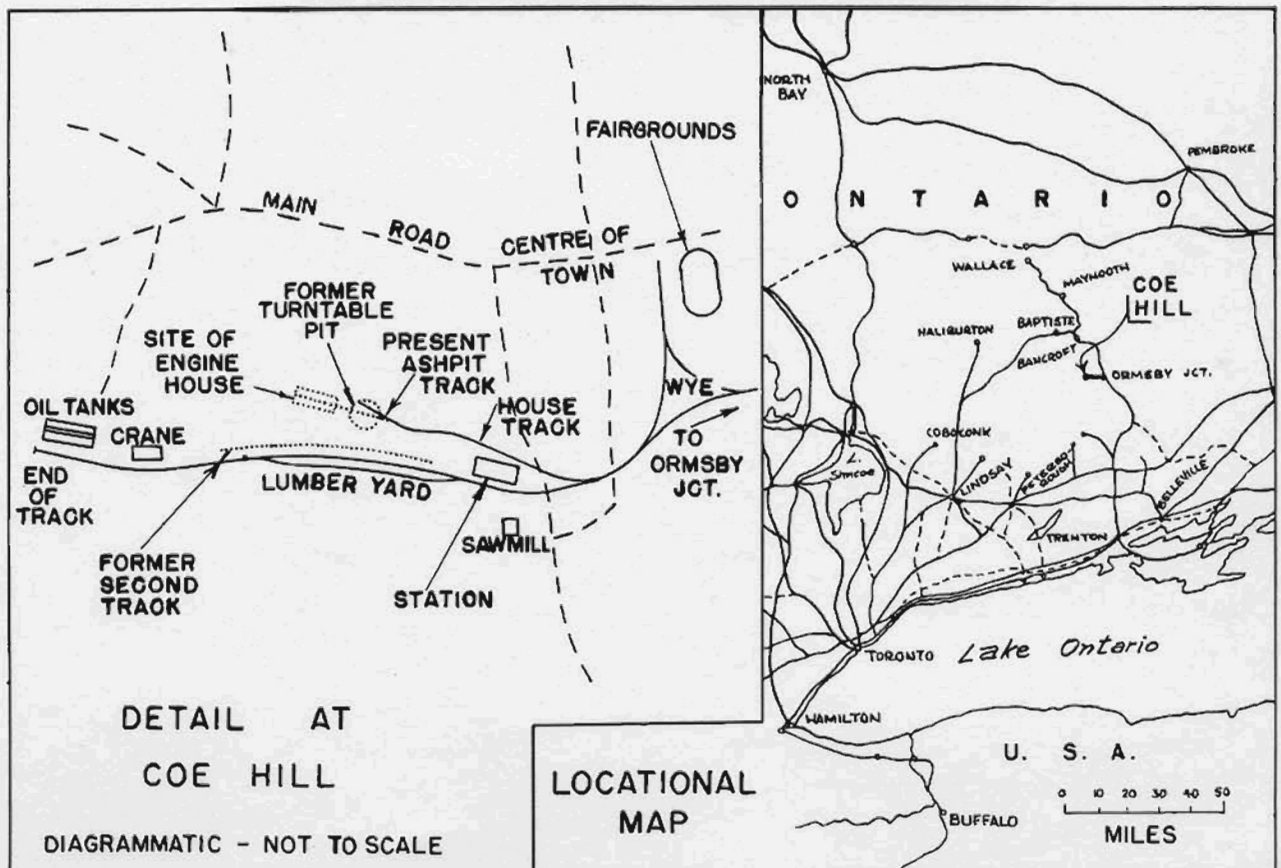 FAIRGROUNDS
MAIN
ROAD
CENTRE OF
TOWN
FORMER
TURNTABLE
PIT
SITE OF
ENGINE
HOUSE
PRESENT
ASHPIT
TRACK
HOUSE
TRACK
WYE
OIL TANKS
CRANE
TO
ORMSBY
JCT.
END
OF
TRACK
LUMBER YARD
SAWMILL
FORMER
SECOND
TRACK
STATION
DETAIL AT
COE HILL
DIAGRAMMATIC - NOT TO SCALE
LOCATIONAL
MAP
NORTH
BAY
PEMBROKE
ONTARIO
WALLACE
MAYNOOTH
COE
HILL
HALIBURTON
BAPTISTE
BANCROFT
ORMSBY JCT.
COBOCONK
L.
Simcoe
LINDSAY
PETERBO
ROUGH
BELLEVILLE
TRENTON
TORONTO
Lake Ontario
HAMILTON
U. S. A.
BUFFALO
0 10 20 30 40 50
MILES